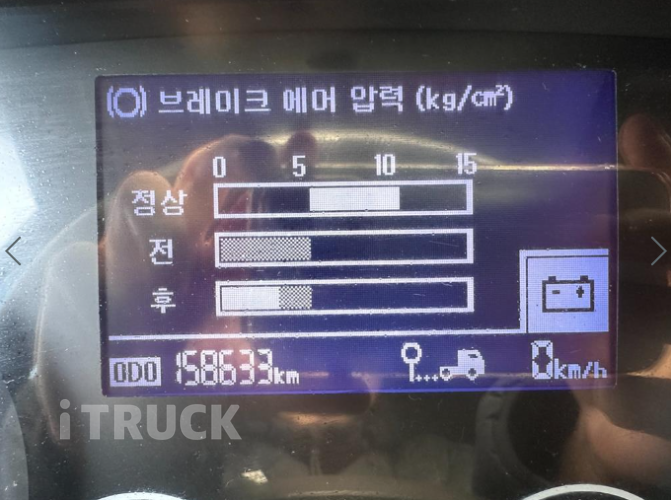 브레이크 에어 압력 (kg/cm²)
0 5 10 15
정상
전
후
ODO 158633km 0km/h
iTRUCK